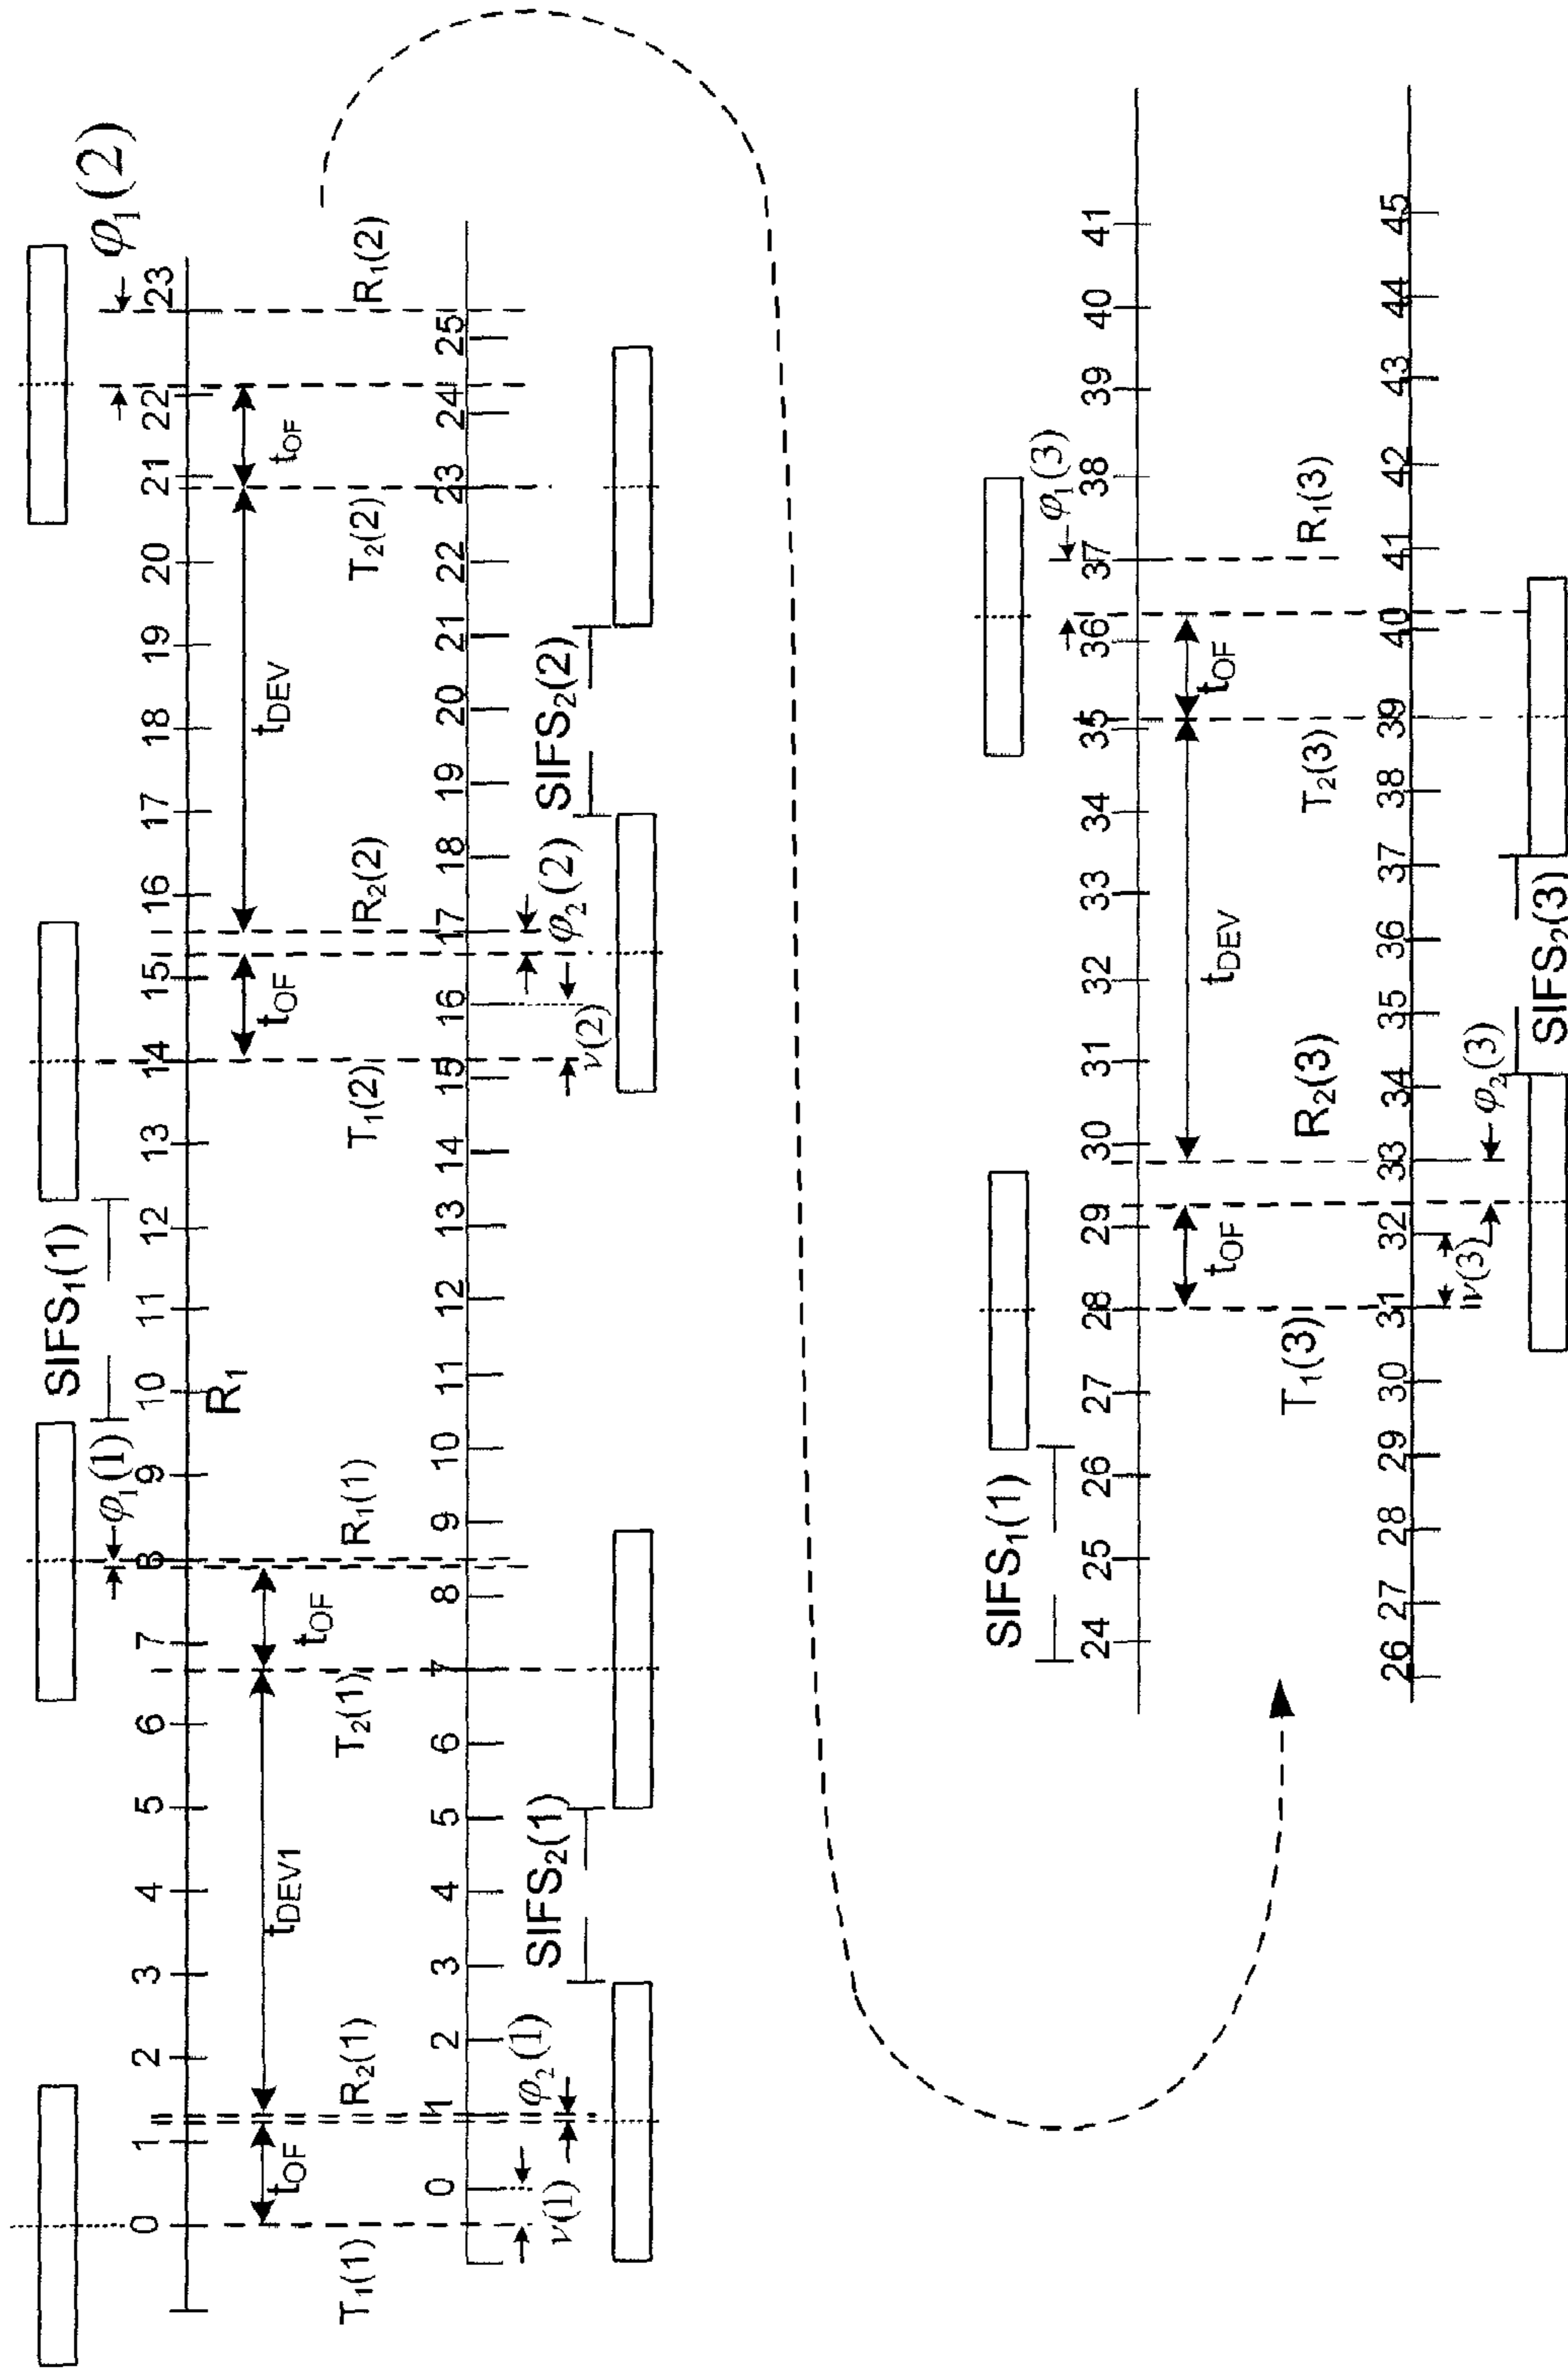 φ₁(1) SIFS₁(1) φ₁(2)
0 1 2 3 4 5 6 7 8 9 10 11 12 13 14 15 16 17 18 19 20 21 22 23
R₁
tOF tDEV1 tOF tOF tDEV tOF
T₁(1) R₂(1) T₂(1) R₁(1) T₁(2) R₂(2) T₂(2) R₁(2)
0 1 2 3 4 5 6 7 8 9 10 11 12 13 14 15 16 17 18 19 20 21 22 23 24 25
ν(1) φ₂(1) SIFS₂(1) ν(2) φ₂(2) SIFS₂(2)
SIFS₁(1) φ₁(3)
24 25 26 27 28 29 30 31 32 33 34 35 36 37 38 39 40 41
tOF tDEV tOF
T₁(3) R₂(3) T₂(3) R₁(3)
26 27 28 29 30 31 32 33 34 35 36 37 38 39 40 41 42 43 44 45
ν(3) φ₂(3) SIFS₂(3)